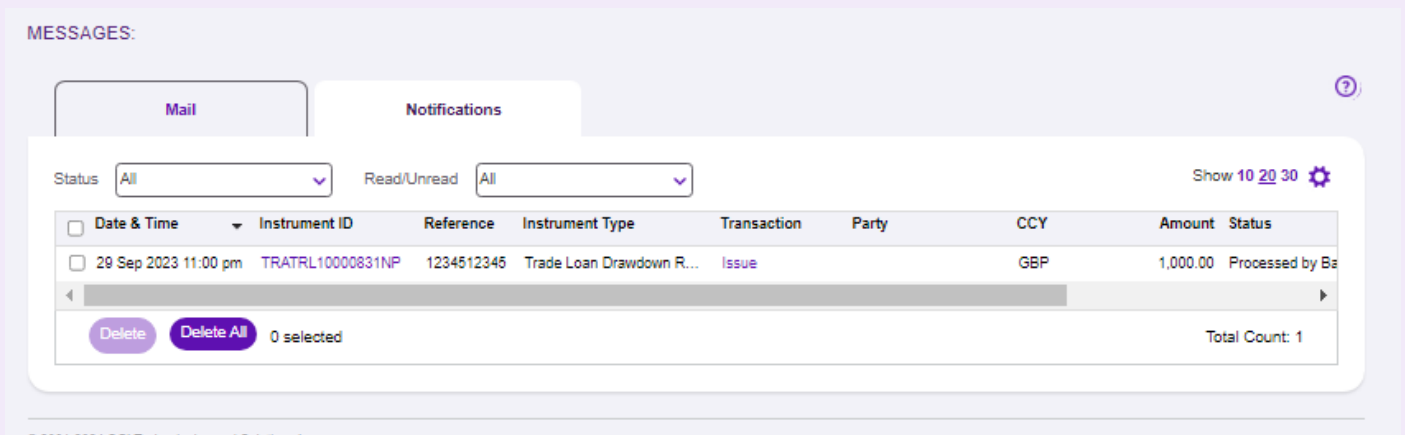 MESSAGES:
Mail Notifications
Status All Read/Unread All Show 10 20 30
Date & Time Instrument ID Reference Instrument Type Transaction Party CCY Amount Status
29 Sep 2023 11:00 pm TRATRL10000831NP 1234512345 Trade Loan Drawdown R... Issue GBP 1,000.00 Processed by Ba
Delete Delete All 0 selected Total Count: 1